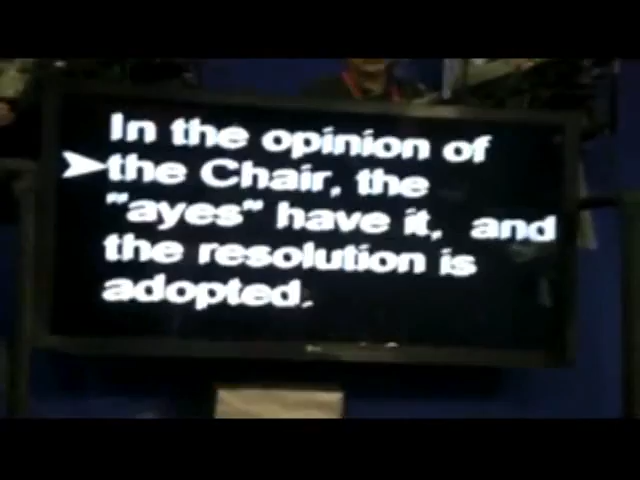 In the opinion of
the Chair, the
"ayes" have it, and
the resolution is
adopted.